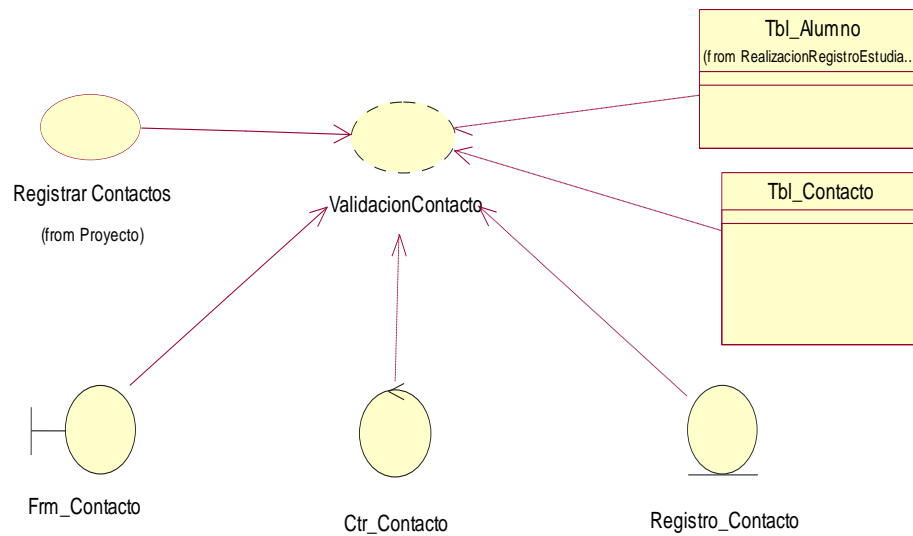 Tbl_Alumno
(from RealizacionRegistroEstudia...
Registrar Contactos
(from Proyecto)
ValidacionContacto
Tbl_Contacto
Frm_Contacto
Ctr_Contacto
Registro_Contacto